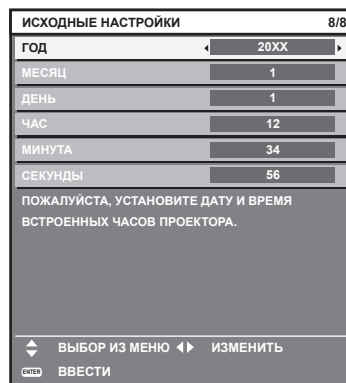 ИСХОДНЫЕ НАСТРОЙКИ 8/8
ГОД 20XX
МЕСЯЦ 1
ДЕНЬ 1
ЧАС 12
МИНУТА 34
СЕКУНДЫ 56
ПОЖАЛУЙСТА, УСТАНОВИТЕ ДАТУ И ВРЕМЯ
ВСТРОЕННЫХ ЧАСОВ ПРОЕКТОРА.
ВЫБОР ИЗ МЕНЮ ИЗМЕНИТЬ
ENTER ВВЕСТИ